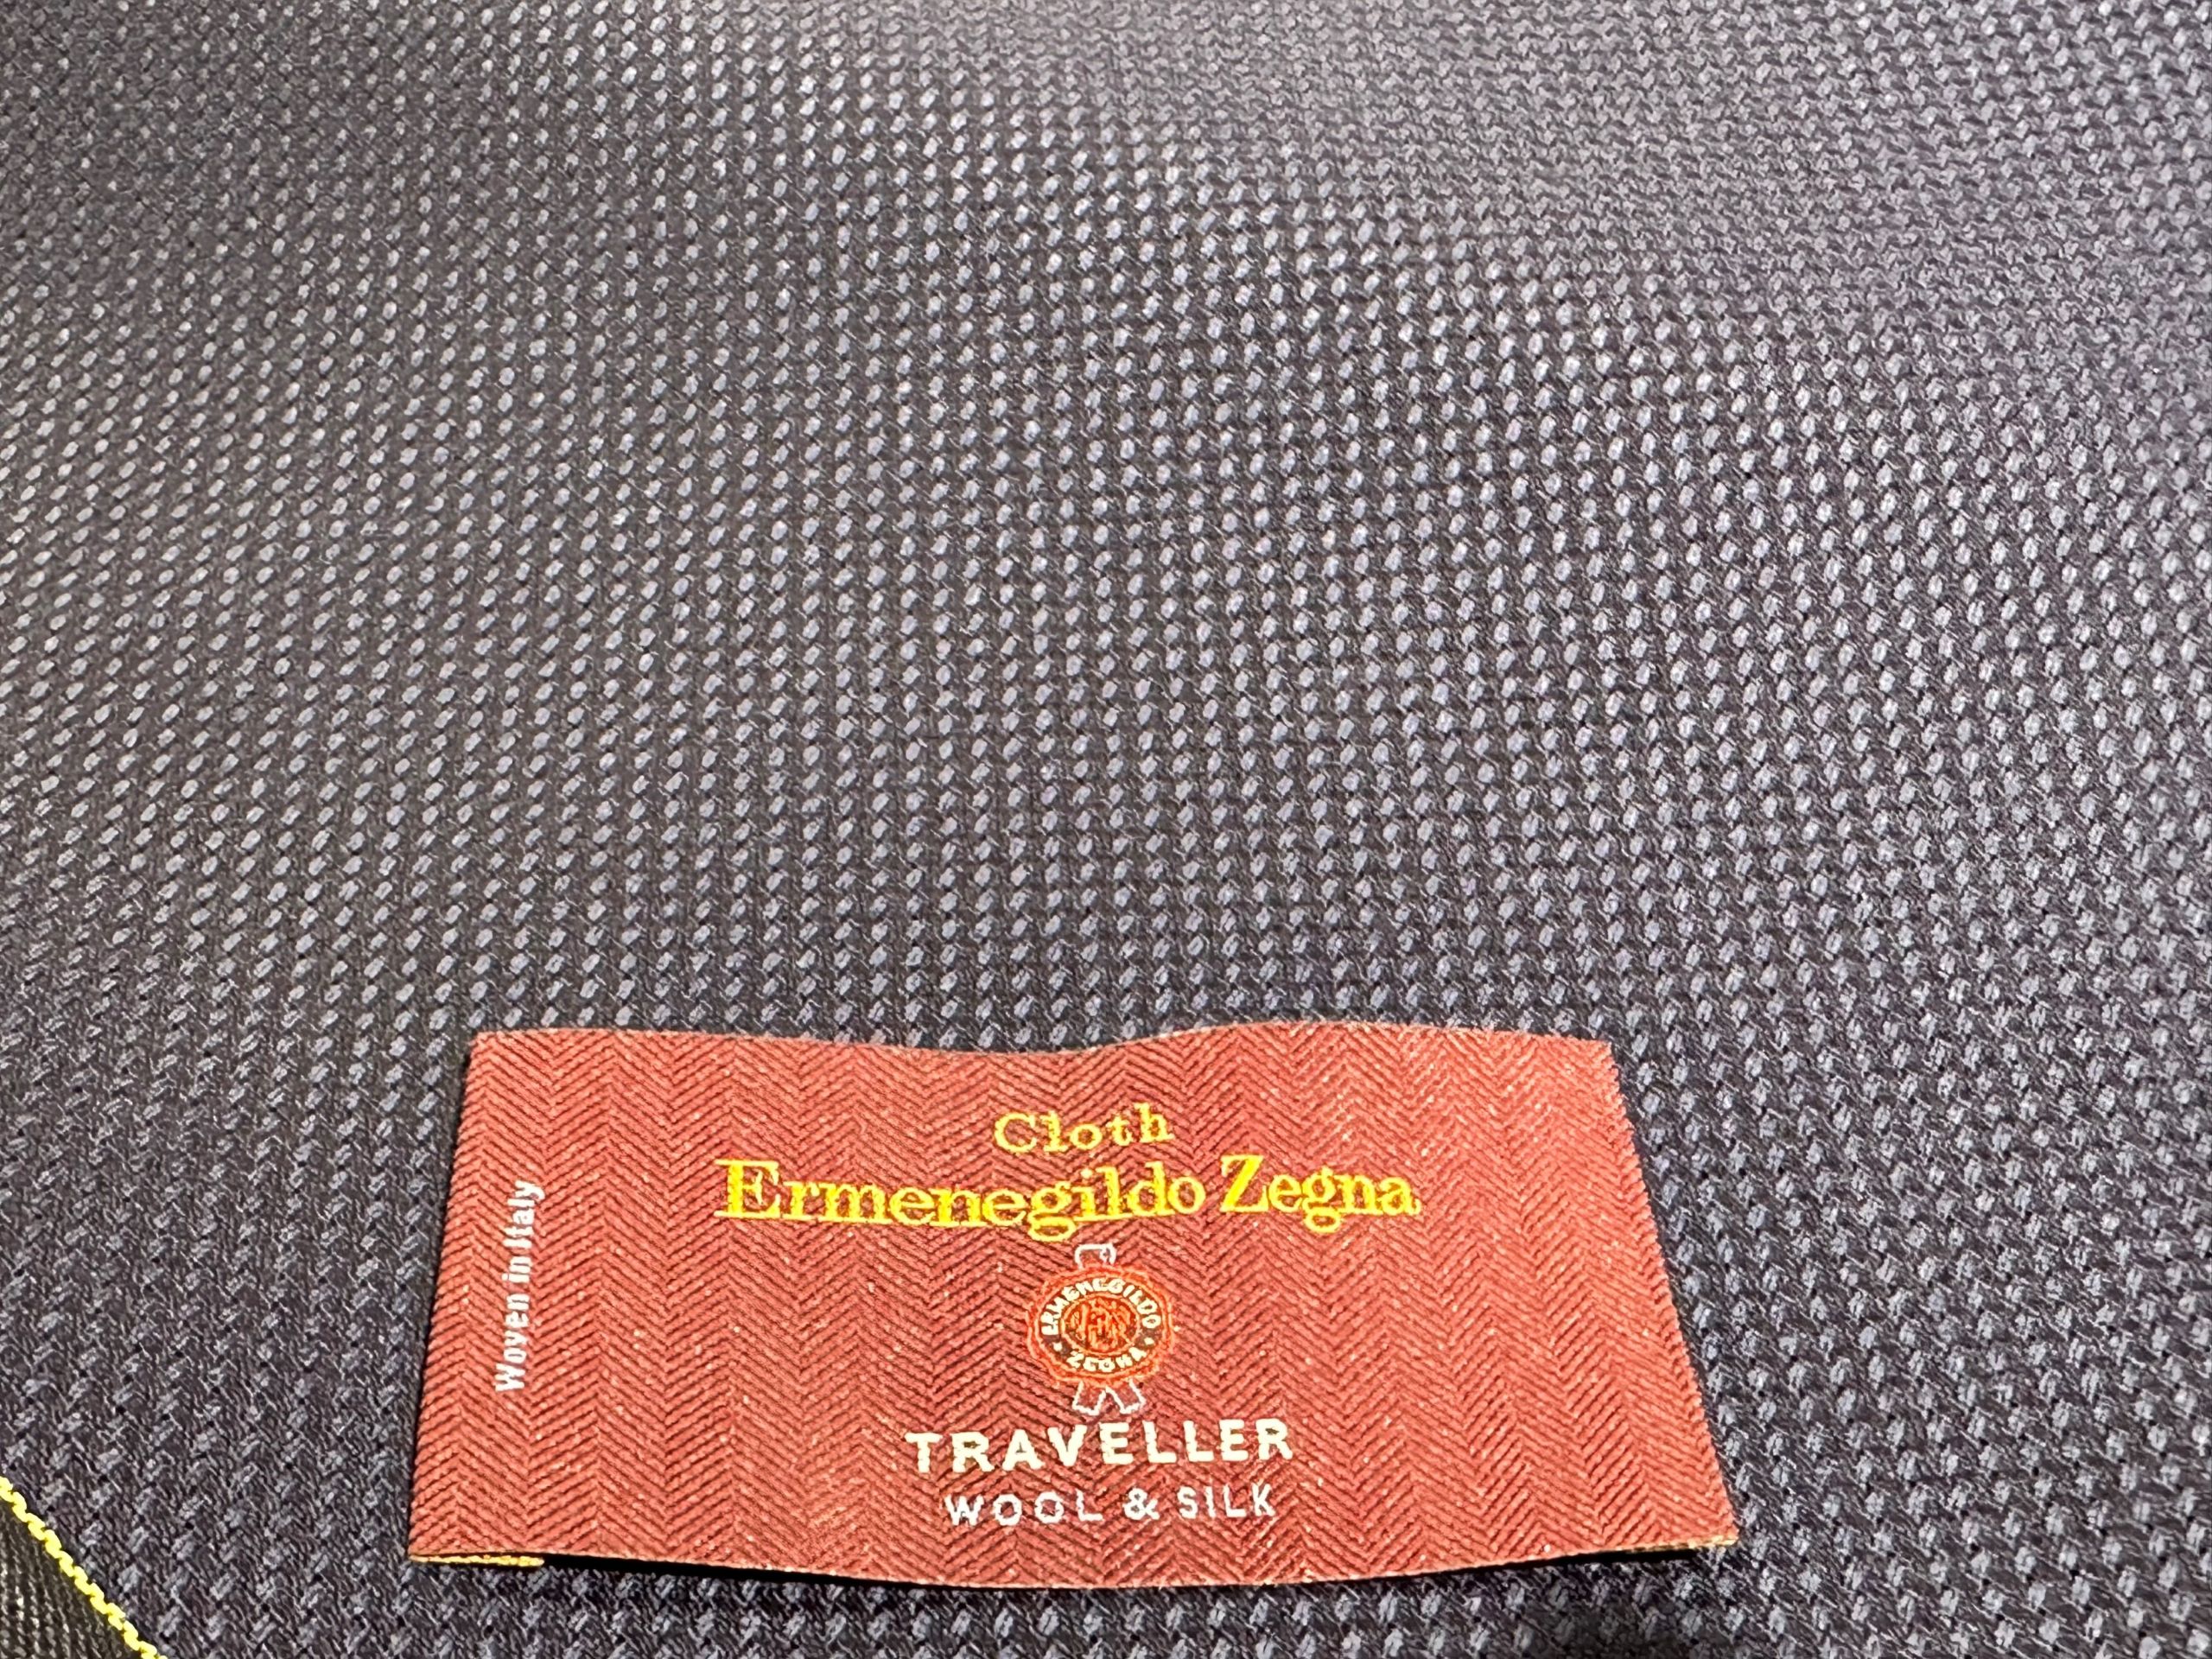 Cloth
Ermenegildo Zegna
ERMENEGILDO
ZEGNA
TRAVELLER
WOOL & SILK
Woven in Italy